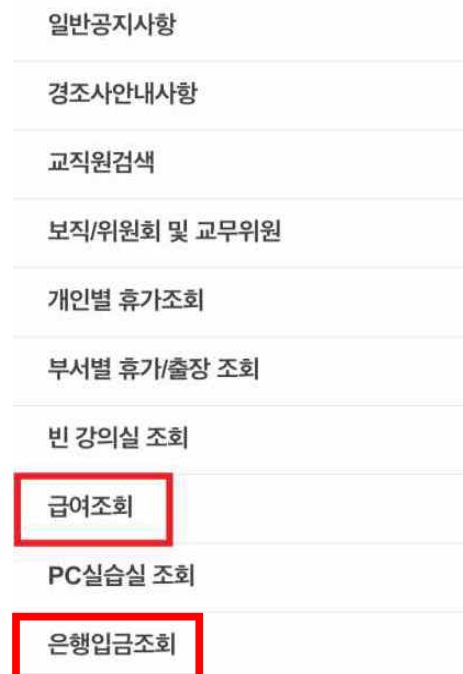 일반공지사항
경조사안내사항
교직원검색
보직/위원회 및 교무위원
개인별 휴가조회
부서별 휴가/출장 조회
빈 강의실 조회
급여조회
PC실습실 조회
은행입금조회